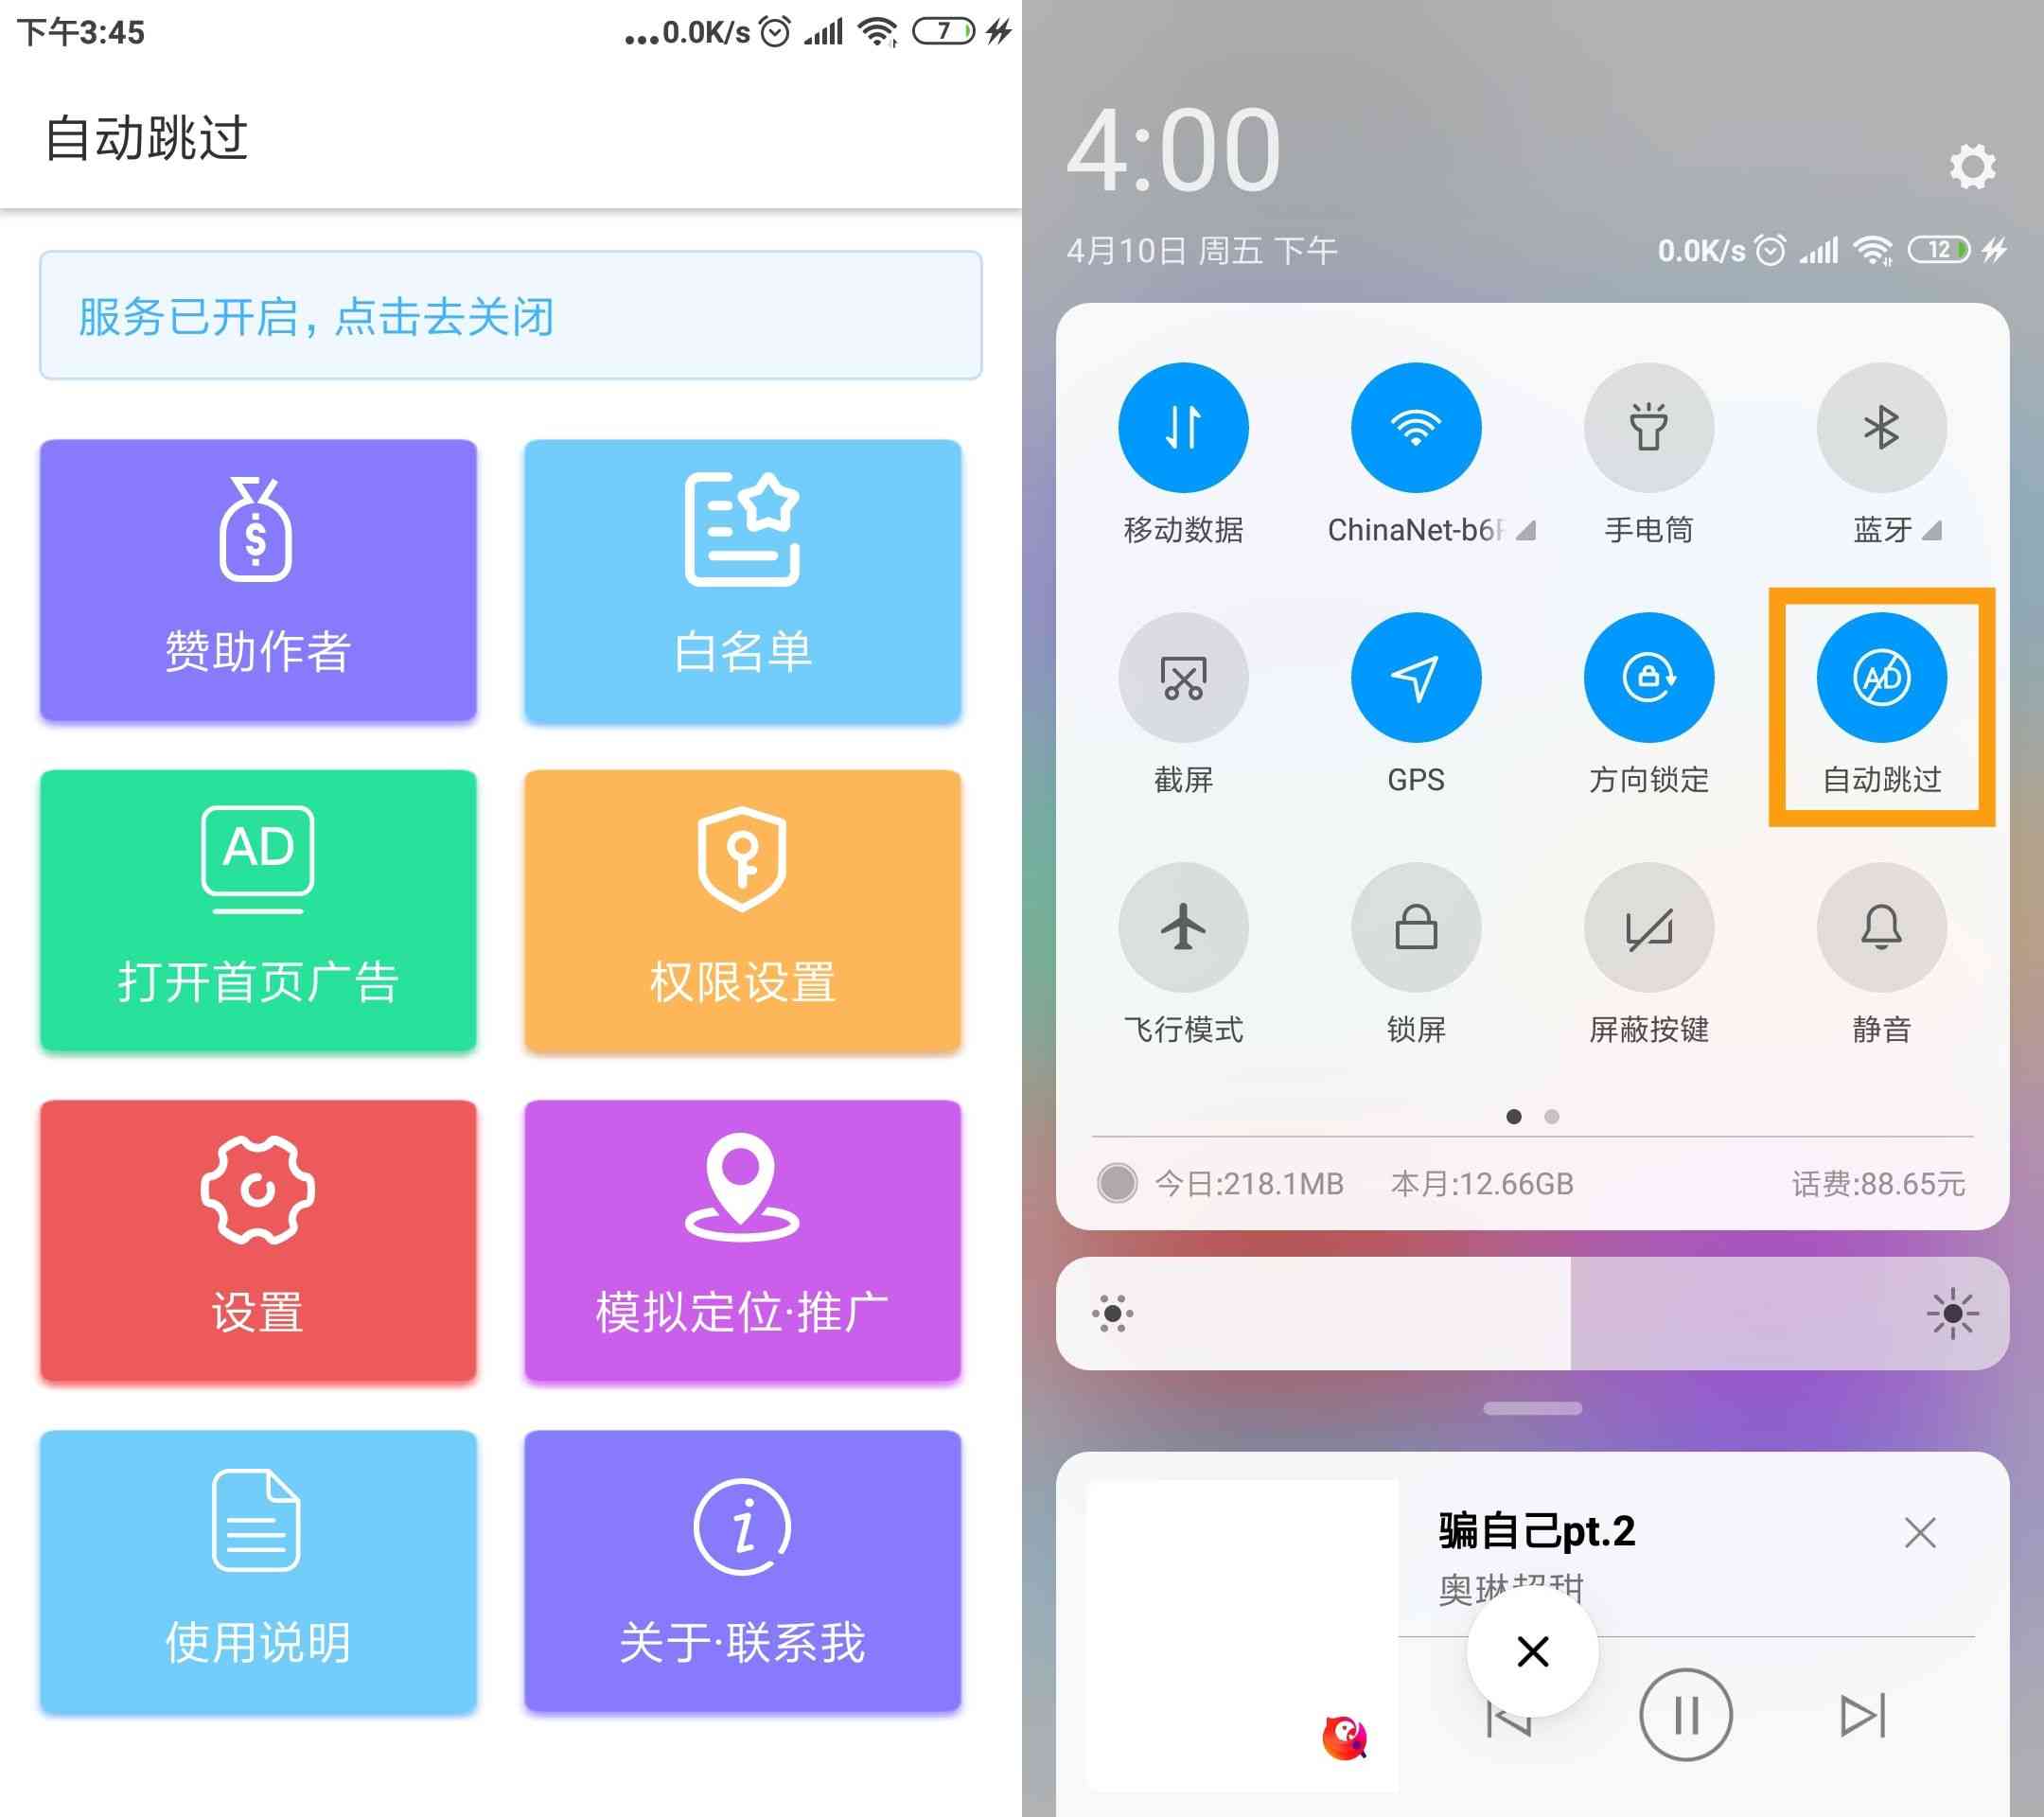 下午3:45
...0.0K/s
7
自动跳过
服务已开启，点击去关闭
$
赞助作者
白名单
AD
打开首页广告
权限设置
设置
模拟定位·推广
使用说明
i
关于·联系我
4:00
4月10日 周五 下午
0.0K/s
12
移动数据
ChinaNet-b6
手电筒
蓝牙
AD
截屏
GPS
方向锁定
自动跳过
飞行模式
锁屏
屏蔽按键
静音
今日:218.1MB 本月:12.66GB 话费:88.65元
骗自己pt.2
奥琳超甜